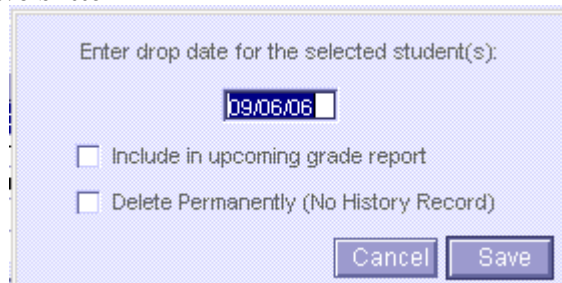 Enter drop date for the selected student(s):
09/06/06
Include in upcoming grade report
Delete Permanently (No History Record)
Cancel Save